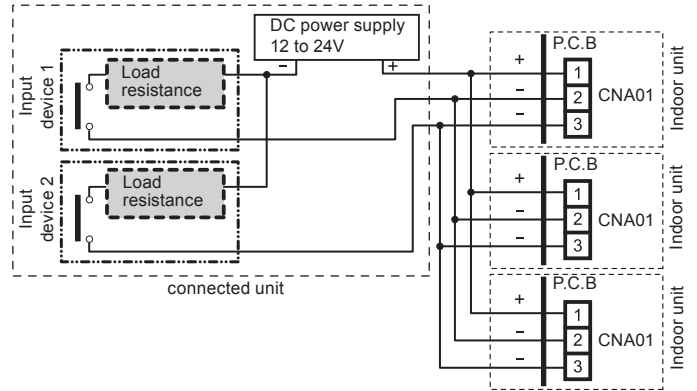 DC power supply
12 to 24V
−
+
Input
device 1
Load
resistance
Input
device 2
Load
resistance
connected unit
P.C.B
+
−
−
1
2
3
CNA01
Indoor unit
P.C.B
+
−
−
1
2
3
CNA01
Indoor unit
P.C.B
+
−
−
1
2
3
CNA01
Indoor unit